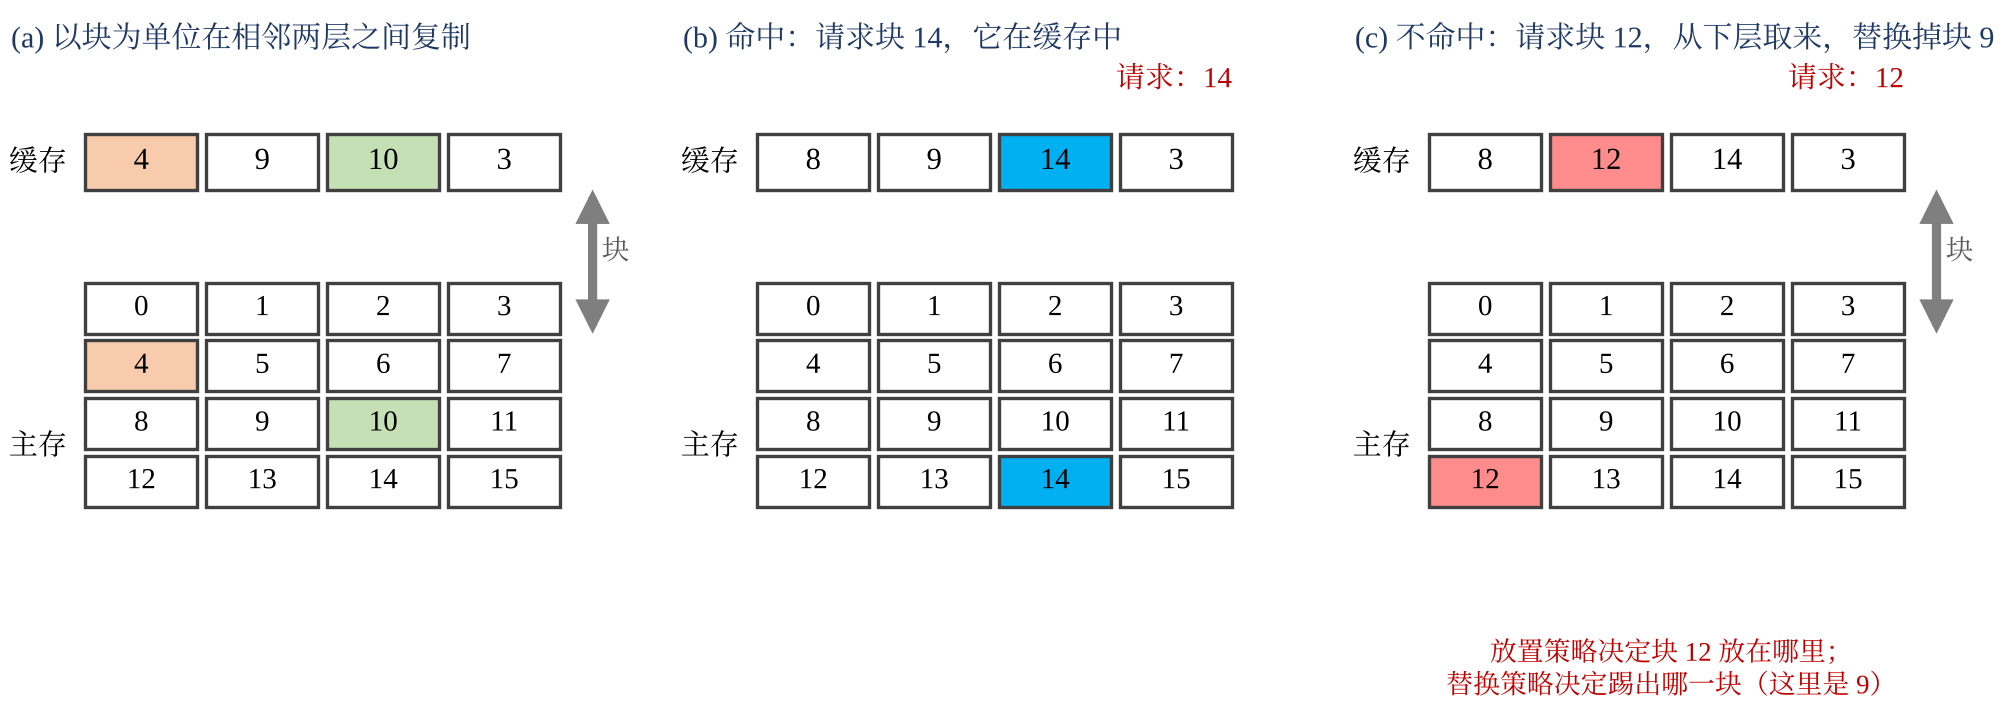 (a) 以块为单位在相邻两层之间复制
缓存 4 9 10 3
块
0 1 2 3
4 5 6 7
8 9 10 11
主存
12 13 14 15
(b) 命中：请求块 14，它在缓存中
请求：14
缓存 8 9 14 3
0 1 2 3
4 5 6 7
8 9 10 11
主存
12 13 14 15
(c) 不命中：请求块 12，从下层取来，替换掉块 9
请求：12
缓存 8 12 14 3
块
0 1 2 3
4 5 6 7
8 9 10 11
主存
12 13 14 15
放置策略决定块 12 放在哪里；
替换策略决定踢出哪一块（这里是 9）